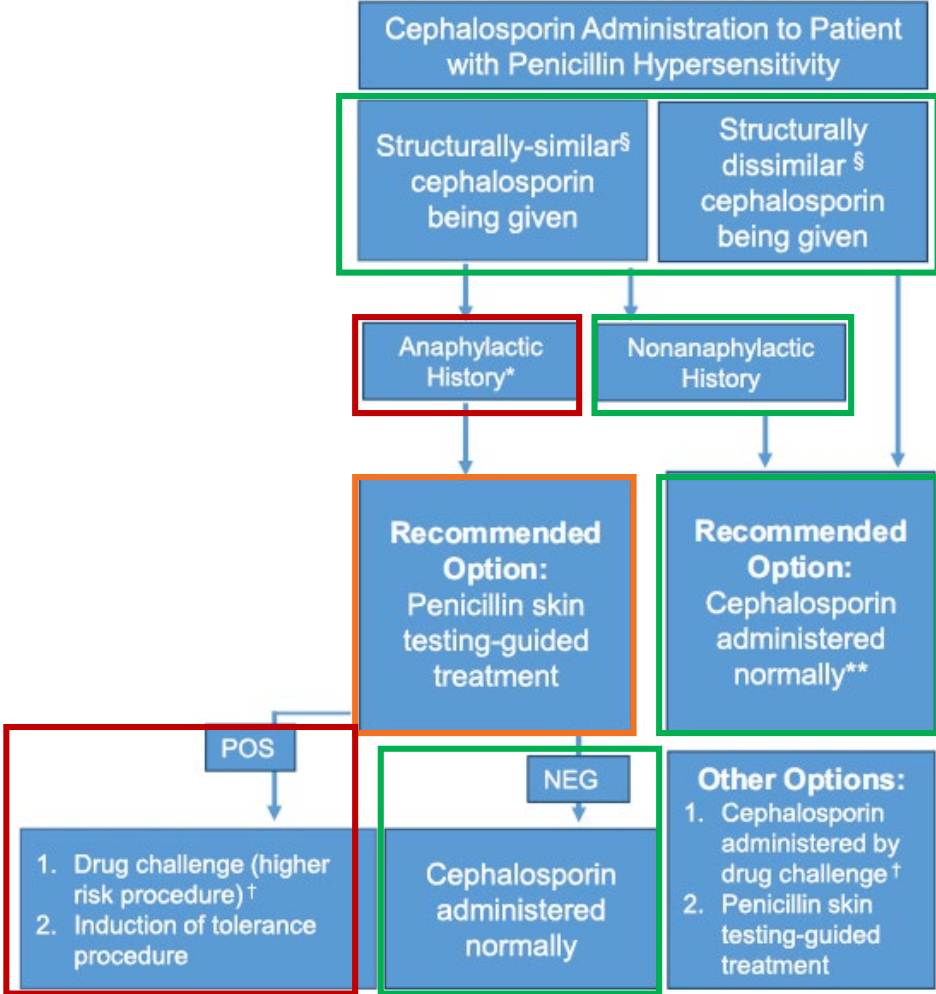 Cephalosporin Administration to Patient
with Penicillin Hypersensitivity
Structurally-similar§
cephalosporin
being given
Structurally
dissimilar §
cephalosporin
being given
Anaphylactic
History*
Nonanaphylactic
History
Recommended
Option:
Penicillin skin
testing-guided
treatment
Recommended
Option:
Cephalosporin
administered
normally**
POS
NEG
1. Drug challenge (higher
risk procedure)†
2. Induction of tolerance
procedure
Cephalosporin
administered
normally
Other Options:
1. Cephalosporin
administered by
drug challenge†
2. Penicillin skin
testing-guided
treatment